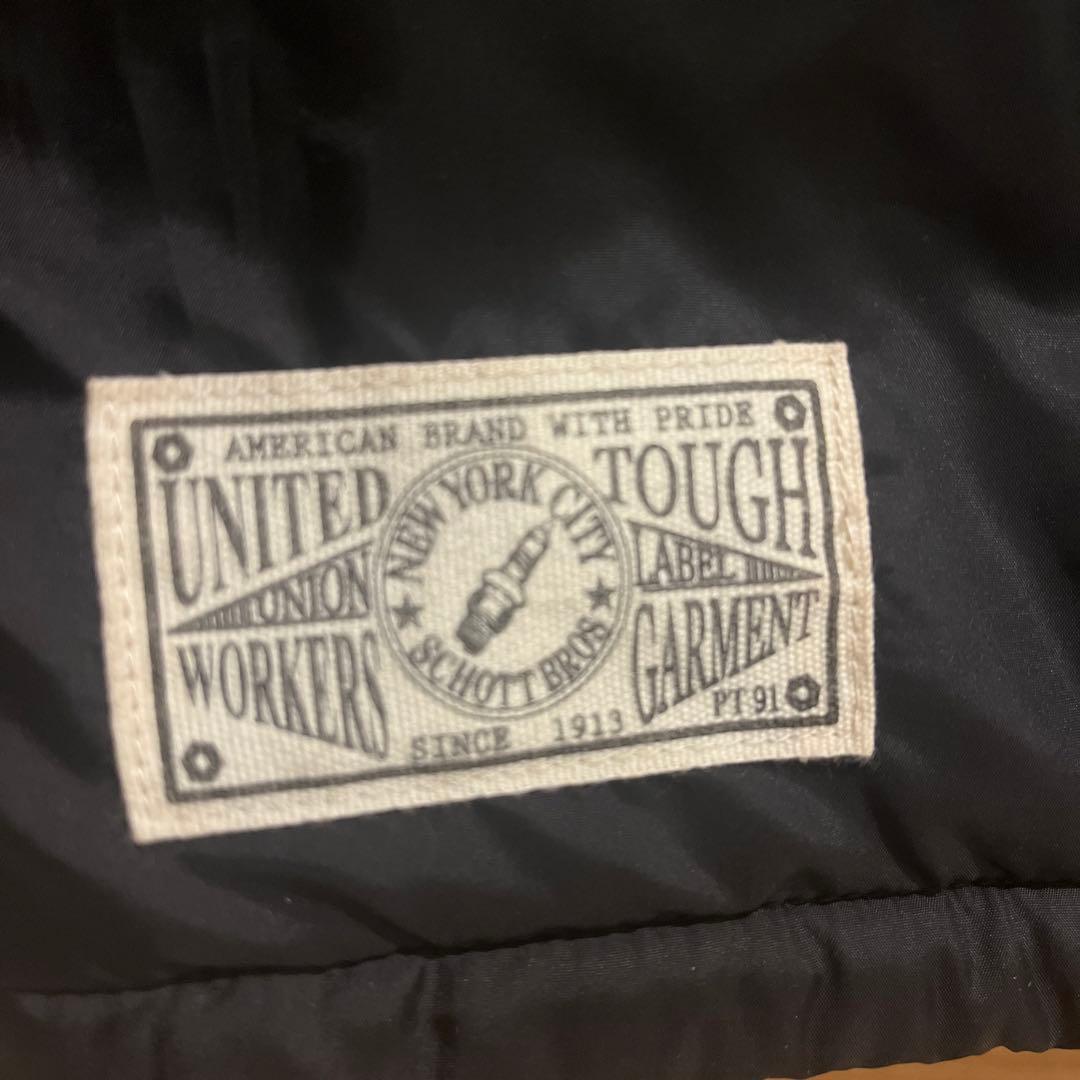 AMERICAN BRAND WITH PRIDE
UNITED TOUGH
UNION LABEL
WORKERS GARMENT
NEW YORK CITY
★ SCHOTT BROS ★
SINCE 1913
PT 91